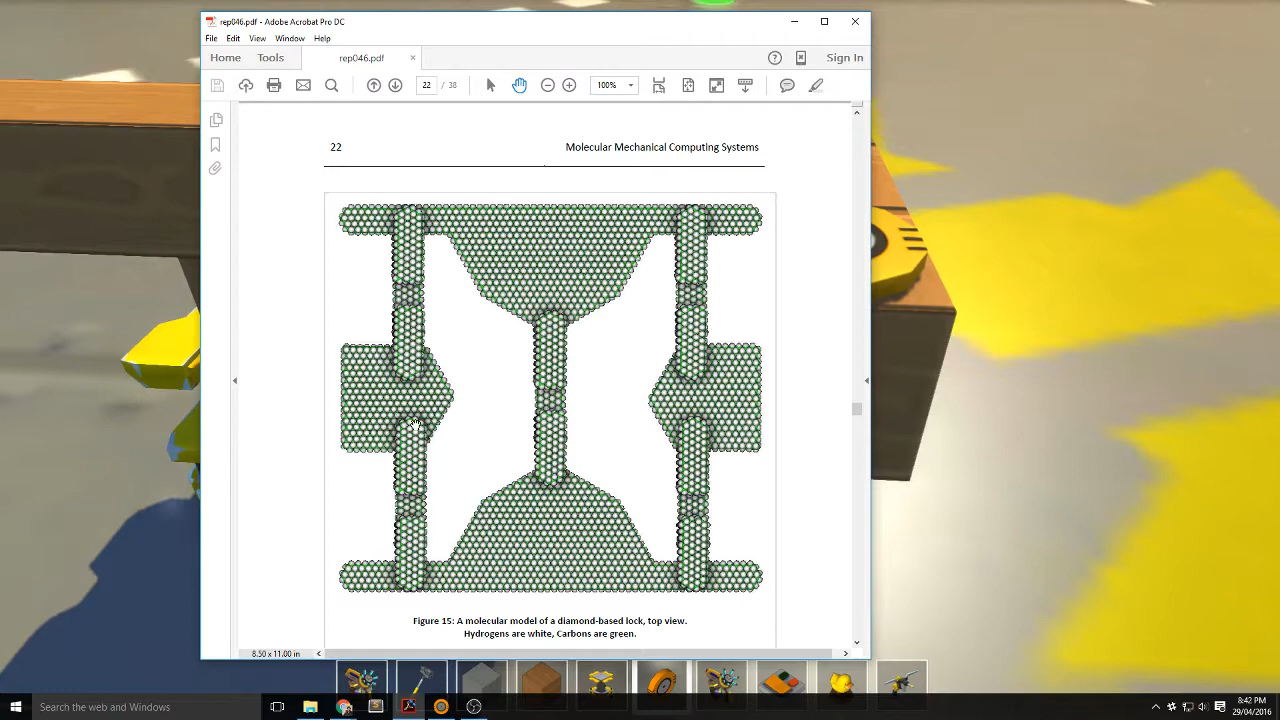 rep046.pdf - Adobe Acrobat Pro DC
File Edit View Window Help
Home Tools rep046.pdf × Sign In
22 / 38 100%
22 Molecular Mechanical Computing Systems
Figure 15: A molecular model of a diamond-based lock, top view.
Hydrogens are white, Carbons are green.
8.50 x 11.00 in
Search the web and Windows
8:42 PM
29/04/2016